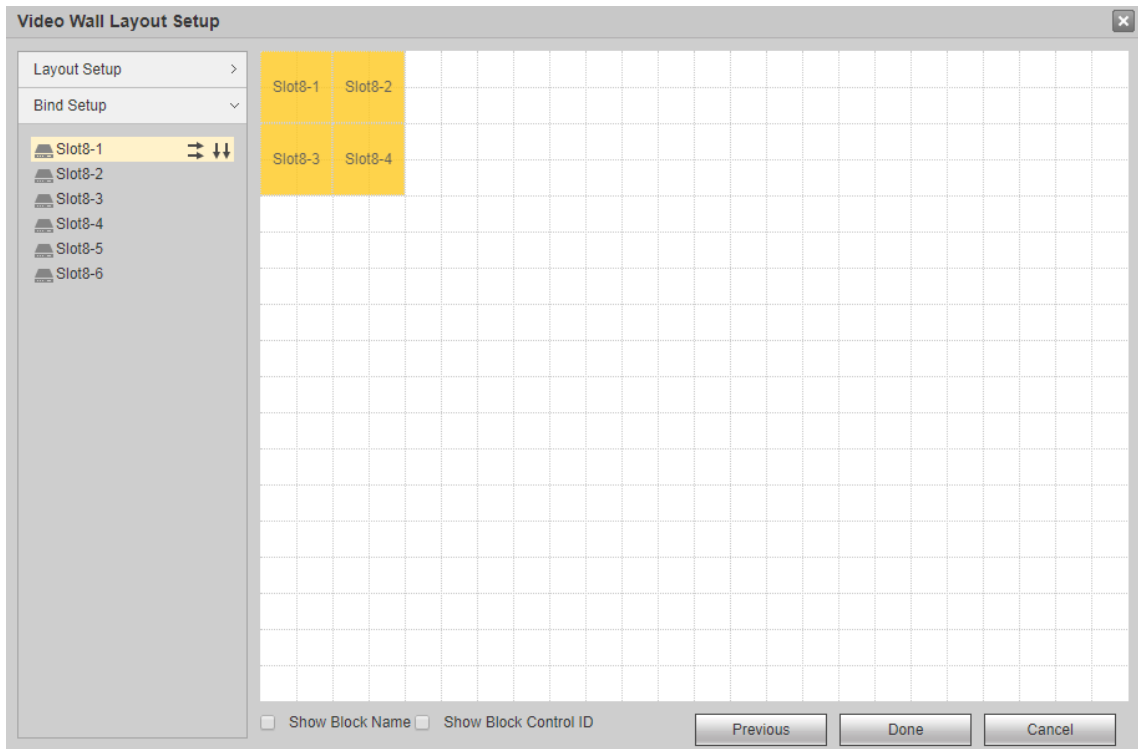 Video Wall Layout Setup
Layout Setup
Bind Setup
Slot8-1
Slot8-2
Slot8-3
Slot8-4
Slot8-5
Slot8-6
Slot8-1 Slot8-2
Slot8-3 Slot8-4
Show Block Name Show Block Control ID
Previous Done Cancel